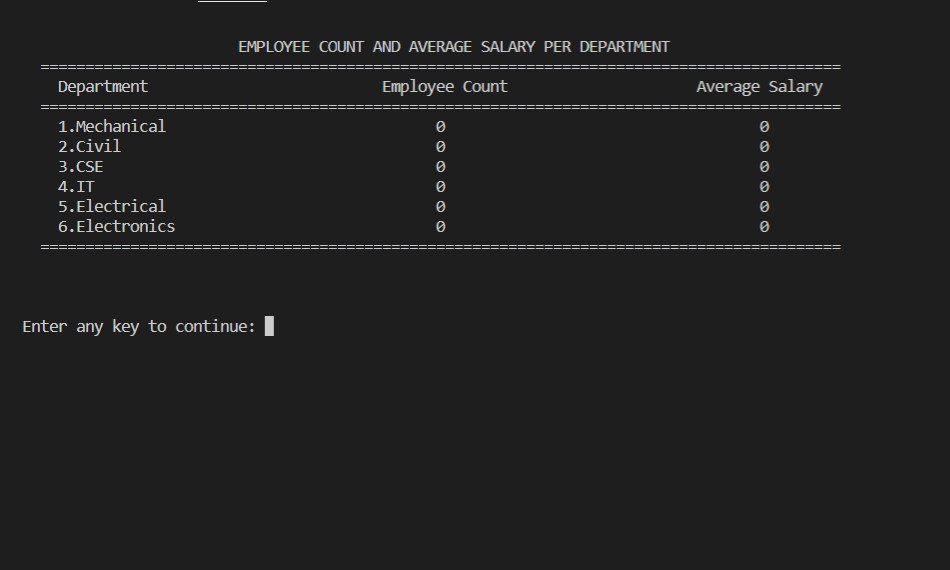 EMPLOYEE COUNT AND AVERAGE SALARY PER DEPARTMENT
=========================================================================================
Department Employee Count Average Salary
=========================================================================================
1.Mechanical 0 0
2.Civil 0 0
3.CSE 0 0
4.IT 0 0
5.Electrical 0 0
6.Electronics 0 0
=========================================================================================
Enter any key to continue: